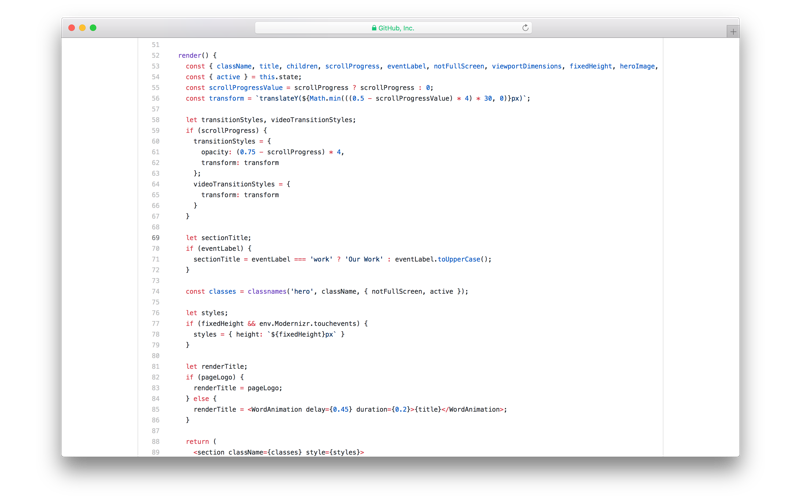 GitHub, Inc.
51
52 render() {
53 const { className, title, children, scrollProgress, eventLabel, notFullScreen, viewportDimensions, fixedHeight, heroImage,
54 const { active } = this.state;
55 const scrollProgressValue = scrollProgress ? scrollProgress : 0;
56 const transform = `translateY(${Math.min(((0.5 - scrollProgressValue) * 4) * 30, 0)}px)`;
57
58 let transitionStyles, videoTransitionStyles;
59 if (scrollProgress) {
60 transitionStyles = {
61 opacity: (0.75 - scrollProgress) * 4,
62 transform: transform
63 };
64 videoTransitionStyles = {
65 transform: transform
66 }
67 }
68
69 let sectionTitle;
70 if (eventLabel) {
71 sectionTitle = eventLabel === 'work' ? 'Our Work' : eventLabel.toUpperCase();
72 }
73
74 const classes = classnames('hero', className, { notFullScreen, active });
75
76 let styles;
77 if (fixedHeight && env.Modernizr.touchevents) {
78 styles = { height: `${fixedHeight}px` }
79 }
80
81 let renderTitle;
82 if (pageLogo) {
83 renderTitle = pageLogo;
84 } else {
85 renderTitle = <WordAnimation delay={0.45} duration={0.2}>{title}</WordAnimation>;
86 }
87
88 return (
89 <section className={classes} style={styles}>